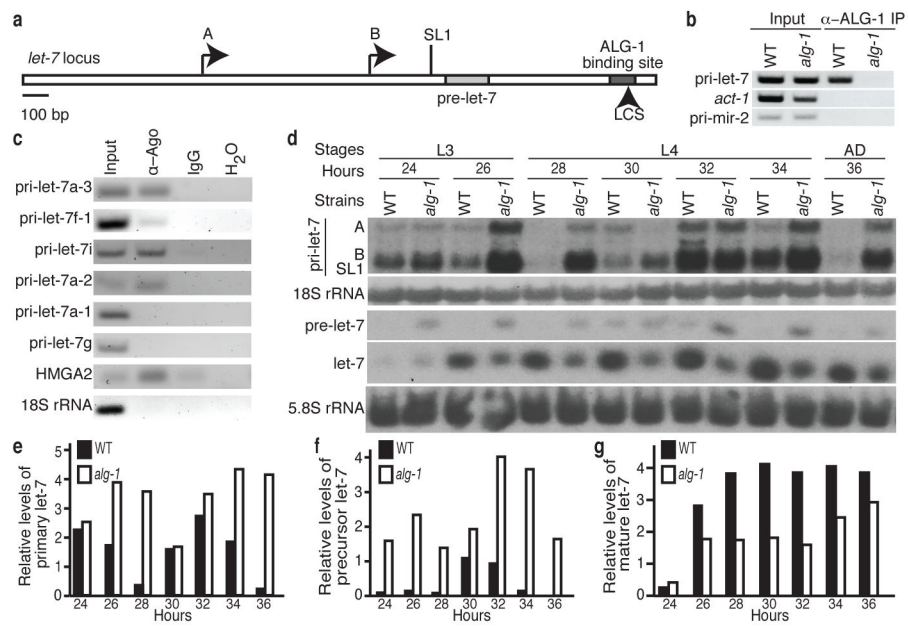 a
let-7 locus
A
B
SL1
ALG-1
binding site
pre-let-7
LCS
100 bp
b
Input
α-ALG-1 IP
WT
alg-1
WT
alg-1
pri-let-7
act-1
pri-mir-2
c
Input
α-Ago
IgG
H2O
pri-let-7a-3
pri-let-7f-1
pri-let-7i
pri-let-7a-2
pri-let-7a-1
pri-let-7g
HMGA2
18S rRNA
d
Stages L3 L4 AD
Hours 24 26 28 30 32 34 36
Strains WT alg-1 WT alg-1 WT alg-1 WT alg-1 WT alg-1 WT alg-1 WT alg-1
pri-let-7
A
B
SL1
18S rRNA
pre-let-7
let-7
5.8S rRNA
e
WT
alg-1
Relative levels of
primary let-7
5
4
3
2
1
0
24 26 28 30 32 34 36
Hours
f
WT
alg-1
Relative levels of
precursor let-7
4
3
2
1
0
24 26 28 30 32 34 36
Hours
g
WT
alg-1
Relative levels of
mature let-7
4
3
2
1
0
24 26 28 30 32 34 36
Hours